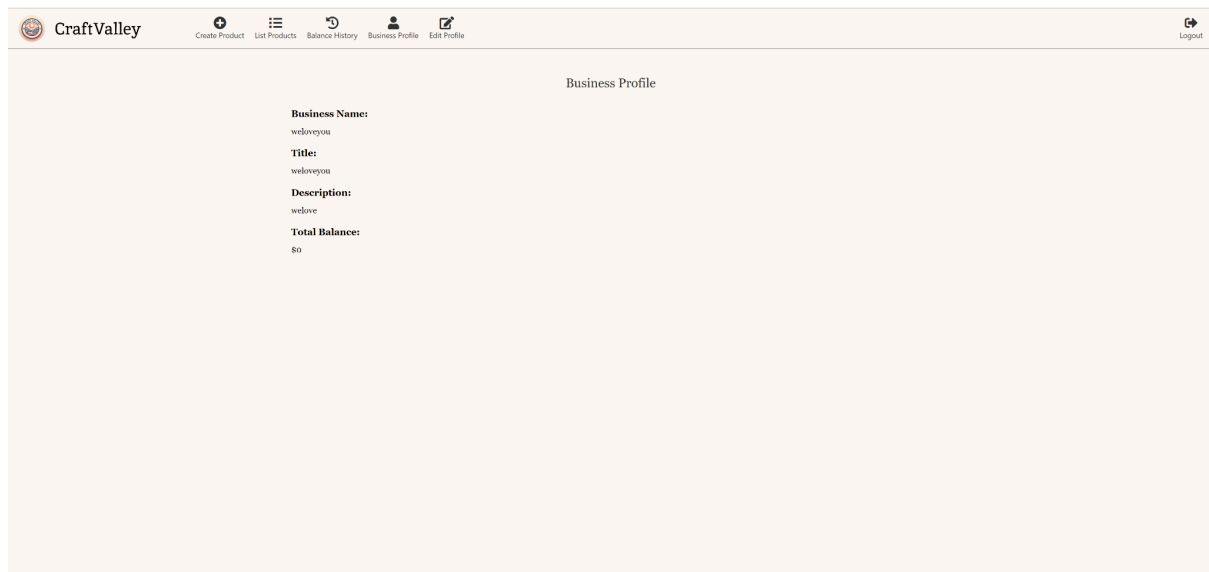 CraftValley
Create Product
List Products
Balance History
Business Profile
Edit Profile
Logout
Business Profile
Business Name:
weloveyou
Title:
weloveyou
Description:
welove
Total Balance:
$0